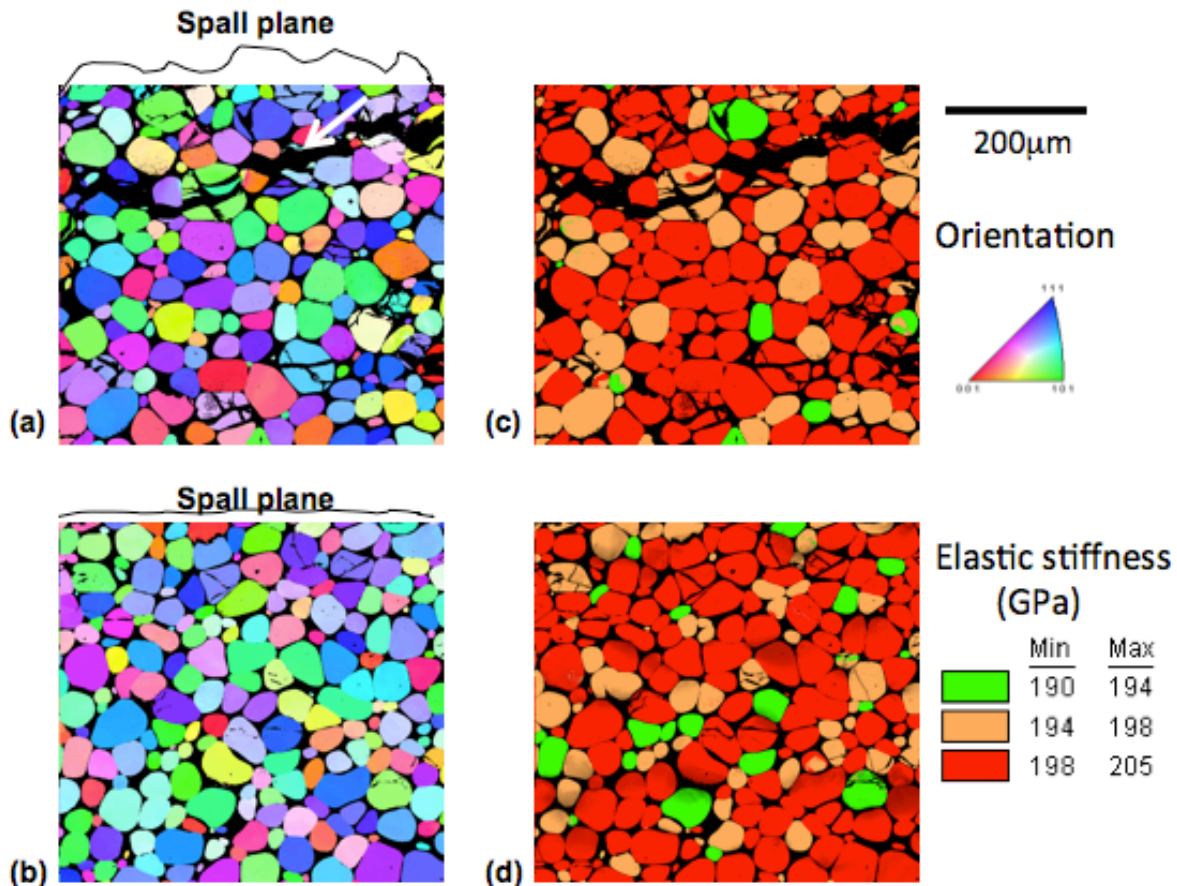 Spall plane
(a)
(c)
200μm
Orientation
111
001
101
Spall plane
(b)
(d)
Elastic stiffness
(GPa)
Min Max
190 194
194 198
198 205